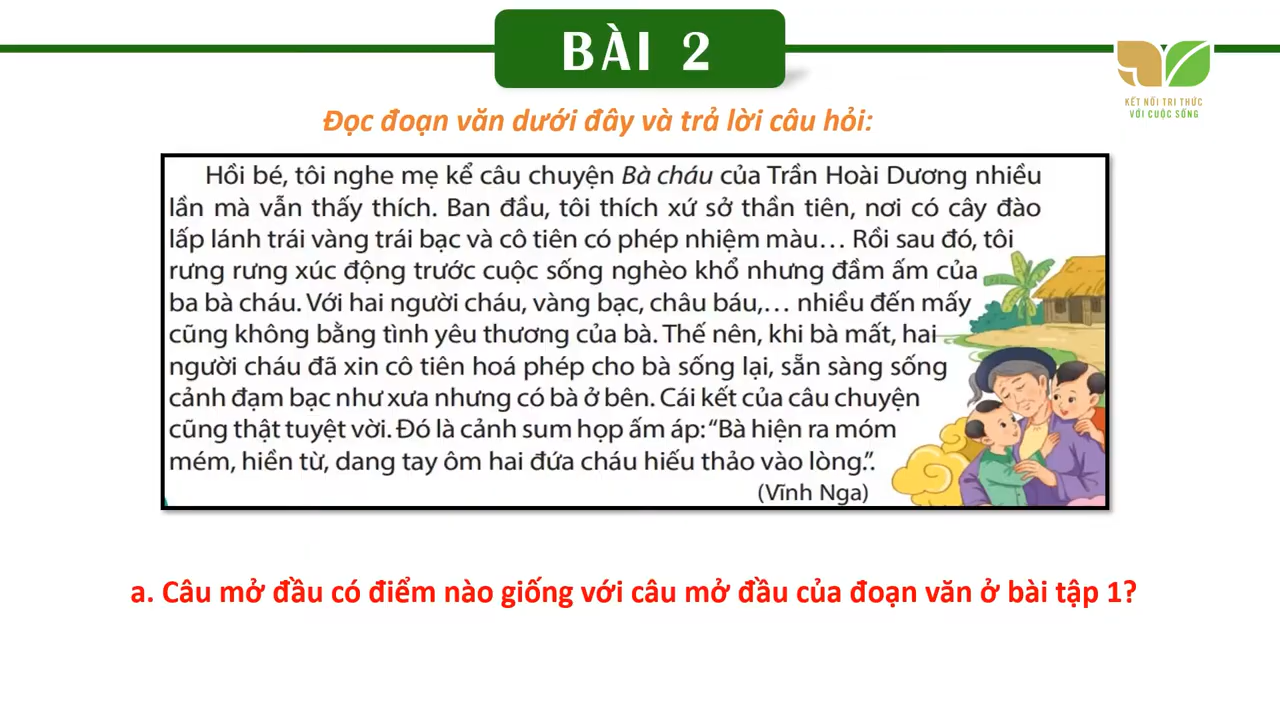 BÀI 2
KẾT NỐI TRI THỨC
VỚI CUỘC SỐNG
Đọc đoạn văn dưới đây và trả lời câu hỏi:
Hồi bé, tôi nghe mẹ kể câu chuyện Bà cháu của Trần Hoài Dương nhiều
lần mà vẫn thấy thích. Ban đầu, tôi thích xứ sở thần tiên, nơi có cây đào
lấp lánh trái vàng trái bạc và cô tiên có phép nhiệm màu... Rồi sau đó, tôi
rưng rưng xúc động trước cuộc sống nghèo khổ nhưng đầm ấm của
ba bà cháu. Với hai người cháu, vàng bạc, châu báu,... nhiều đến mấy
cũng không bằng tình yêu thương của bà. Thế nên, khi bà mất, hai
người cháu đã xin cô tiên hoá phép cho bà sống lại, sẵn sàng sống
cảnh đạm bạc như xưa nhưng có bà ở bên. Cái kết của câu chuyện
cũng thật tuyệt vời. Đó là cảnh sum họp ấm áp: “Bà hiện ra móm
mém, hiền từ, dang tay ôm hai đứa cháu hiếu thảo vào lòng.”.
(Vĩnh Nga)
a. Câu mở đầu có điểm nào giống với câu mở đầu của đoạn văn ở bài tập 1?